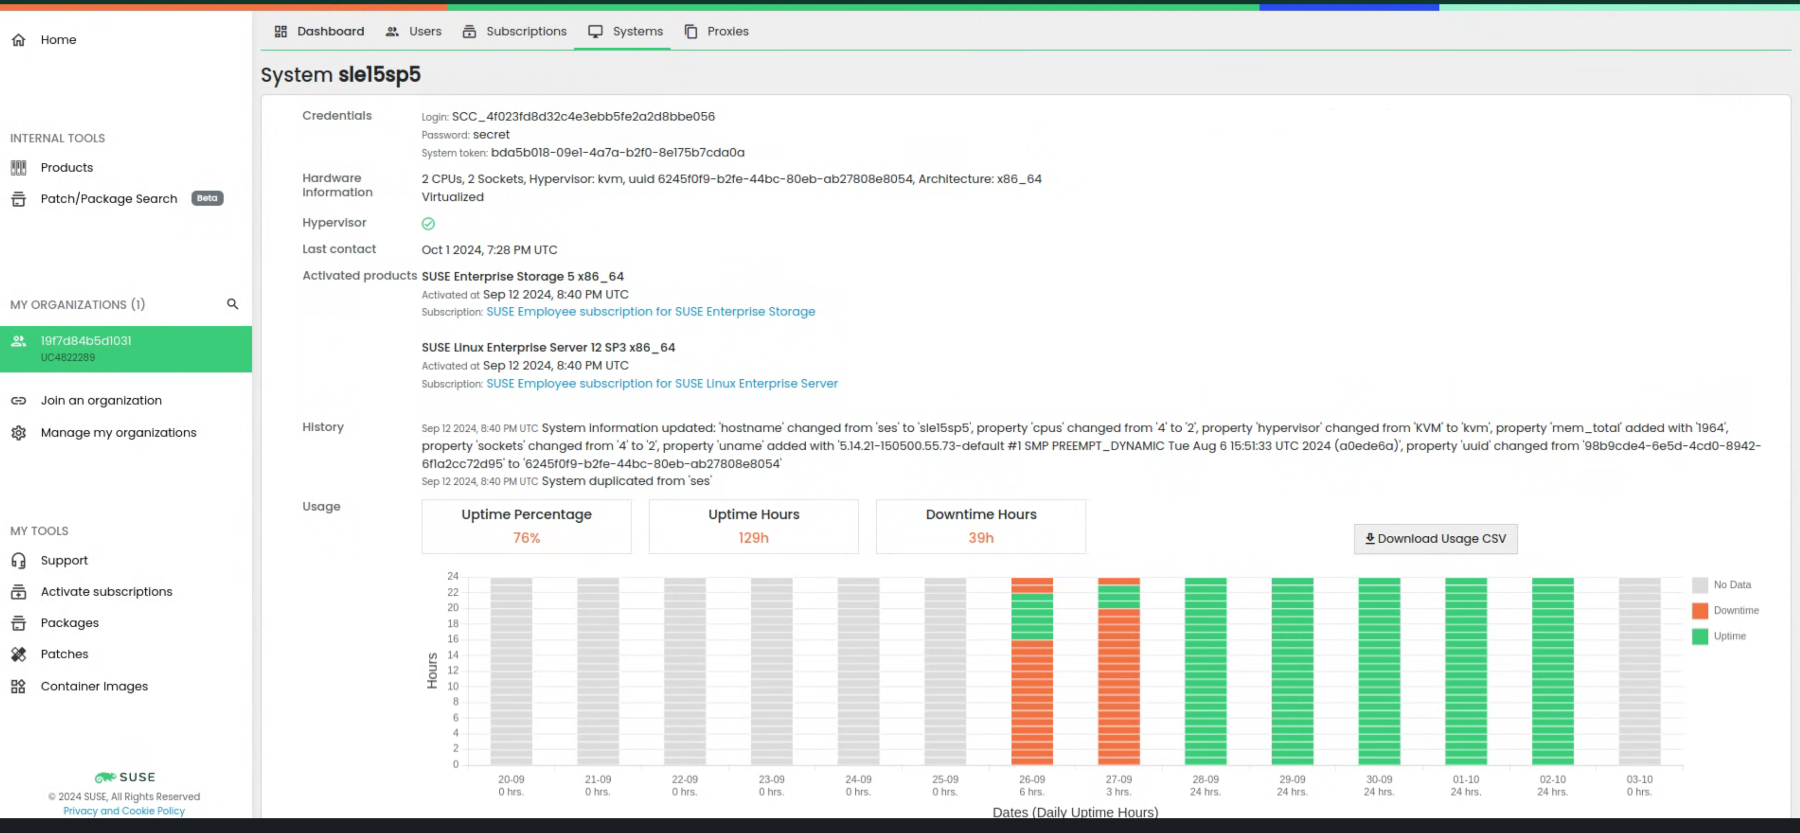 Home
INTERNAL TOOLS
Products
Patch/Package Search Beta
MY ORGANIZATIONS (1)
19f7d84b5d1031
UC4822289
Join an organization
Manage my organizations
MY TOOLS
Support
Activate subscriptions
Packages
Patches
Container Images
SUSE
© 2024 SUSE, All Rights Reserved
Privacy and Cookie Policy
Dashboard Users Subscriptions Systems Proxies
System sle15sp5
Credentials
Login: SCC_4f023fd8d32c4e3ebb5fe2a2d8bbe056
Password: secret
System token: bda5b018-09e1-4a7a-b2f0-8e175b7cda0a
Hardware
Information
2 CPUs, 2 Sockets, Hypervisor: kvm, uuid 6245f0f9-b2fe-44bc-80eb-ab27808e8054, Architecture: x86_64
Virtualized
Hypervisor
Last contact Oct 1 2024, 7:28 PM UTC
Activated products SUSE Enterprise Storage 5 x86_64
Activated at Sep 12 2024, 8:40 PM UTC
Subscription: SUSE Employee subscription for SUSE Enterprise Storage
SUSE Linux Enterprise Server 12 SP3 x86_64
Activated at Sep 12 2024, 8:40 PM UTC
Subscription: SUSE Employee subscription for SUSE Linux Enterprise Server
History Sep 12 2024, 8:40 PM UTC System information updated: 'hostname' changed from 'ses' to 'sle15sp5', property 'cpus' changed from '4' to '2', property 'hypervisor' changed from 'KVM' to 'kvm', property 'mem_total' added with '1964',
property 'sockets' changed from '4' to '2', property 'uname' added with '5.14.21-150500.55.73-default #1 SMP PREEMPT_DYNAMIC Tue Aug 6 15:51:33 UTC 2024 (a0ede6a)', property 'uuid' changed from '98b9cde4-6e5d-4cd0-8942-
6f1a2cc72d95' to '6245f0f9-b2fe-44bc-80eb-ab27808e8054'
Sep 12 2024, 8:40 PM UTC System duplicated from 'ses'
Usage
Uptime Percentage
76%
Uptime Hours
129h
Downtime Hours
39h
Download Usage CSV
24
22
20
18
16
14
12
10
8
6
4
2
0
Hours
No Data
Downtime
Uptime
20-09 21-09 22-09 23-09 24-09 25-09 26-09 27-09 28-09 29-09 30-09 01-10 02-10 03-10
0 hrs. 0 hrs. 0 hrs. 0 hrs. 0 hrs. 0 hrs. 6 hrs. 3 hrs. 24 hrs. 24 hrs. 24 hrs. 24 hrs. 24 hrs. 0 hrs.
Dates (Daily Uptime Hours)